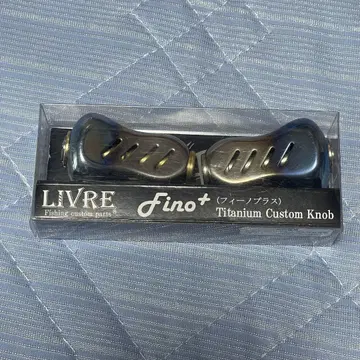 LIVRE
Fishing custom parts
Fino+
(フィーノプラス)
Titanium Custom Knob